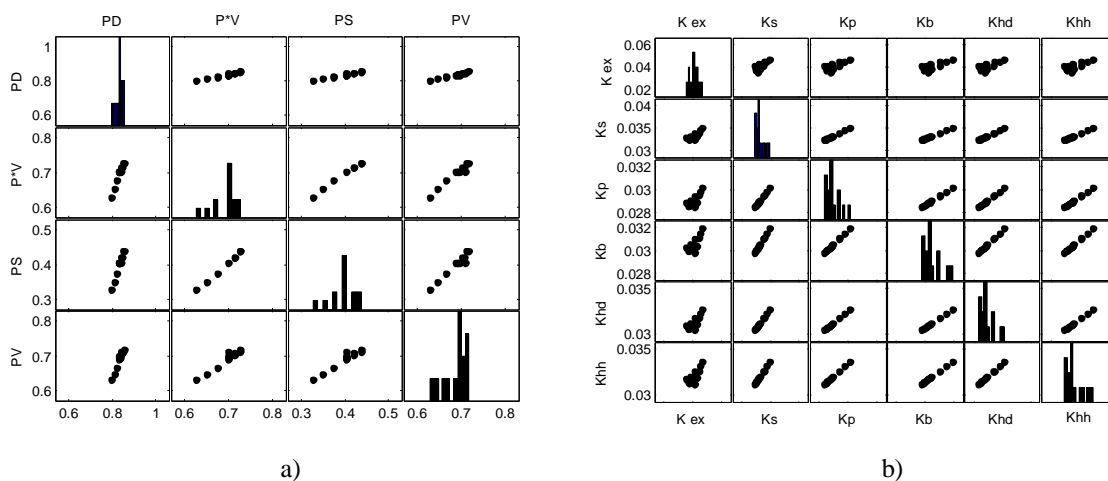 PD P*V PS PV
K ex Ks Kp Kb Khd Khh
PD
1
0.8
0.6
P*V
0.8
0.7
0.6
PS
0.5
0.4
0.3
PV
0.8
0.7
0.6
0.6 0.8 1 0.6 0.7 0.8 0.3 0.4 0.5 0.6 0.7 0.8
K ex
0.06
0.04
0.02
Ks
0.04
0.035
0.03
Kp
0.032
0.03
0.028
Kb
0.032
0.03
0.028
Khd
0.035
0.03
Khh
0.035
0.03
K ex Ks Kp Kb Khd Khh
a)
b)